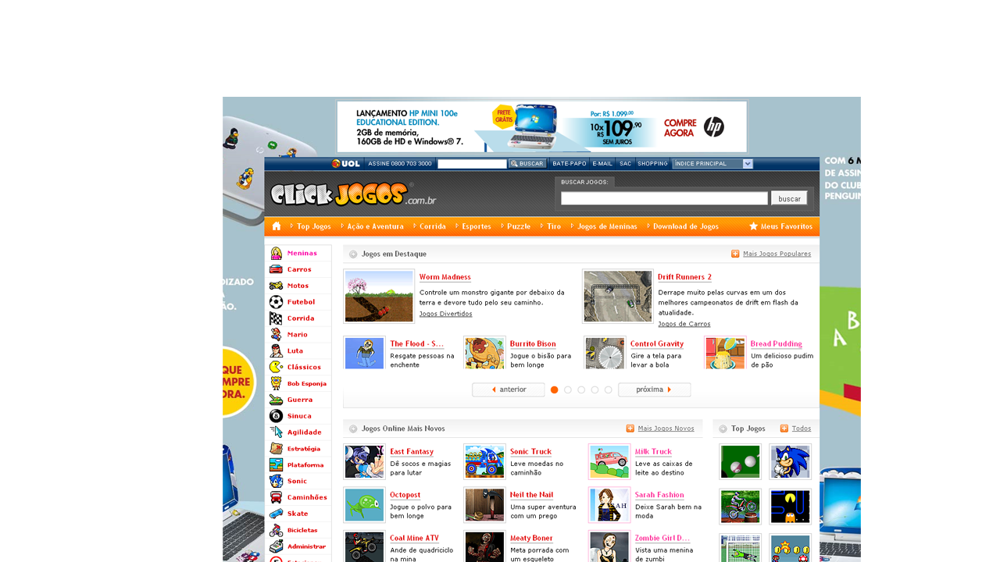 LANÇAMENTO HP MINI 100e
EDUCATIONAL EDITION.
2GB de memória,
160GB de HD e Windows® 7.
FRETE
GRÁTIS
Por: R$ 1.099,00
10x R$ 109,90
SEM JUROS
COMPRE
AGORA
hp
UOL
ASSINE 0800 703 3000
BUSCAR
BATE-PAPO
E-MAIL
SAC
SHOPPING
ÍNDICE PRINCIPAL
CLICK JOGOS .com.br
BUSCAR JOGOS:
buscar
Top Jogos
Ação e Aventura
Corrida
Esportes
Puzzle
Tiro
Jogos de Meninas
Download de Jogos
Meus Favoritos
COM 6 M
DE ASSIN
DO CLUB
PENGUIN
DIZADO
ÃO.
QUE
MPRE
ORA.
Meninas
Carros
Motos
Futebol
Corrida
Mario
Luta
Clássicos
Bob Esponja
Guerra
Sinuca
Agilidade
Estratégia
Plataforma
Sonic
Caminhões
Skate
Bicicletas
Administrar
Jogos em Destaque
Mais Jogos Populares
Worm Madness
Controle um monstro gigante por debaixo da
terra e devore tudo pelo seu caminho.
Jogos Divertidos
Drift Runners 2
Derrape muito pelas curvas em um dos
melhores campeonatos de drift em flash da
atualidade.
Jogos de Carros
The Flood - S...
Resgate pessoas na
enchente
Burrito Bison
Jogue o bisão para
bem longe
Control Gravity
Gire a tela para
levar a bola
Bread Pudding
Um delicioso pudim
de pão
anterior
próxima
Jogos Online Mais Novos
Mais Jogos Novos
East Fantasy
Dê socos e magias
para lutar
Sonic Truck
Leve moedas no
caminhão
Milk Truck
Leve as caixas de
leite ao destino
Octopost
Jogue o polvo para
bem longe
Neil the Nail
Uma super aventura
com um prego
Sarah Fashion
Deixe Sarah bem na
moda
Coal Mine ATV
Ande de quadriciclo
na mina
Meaty Boner
Meta porrada com
um esqueleto
Zombie Girl D...
Vista uma menina
de zumbi
Top Jogos
Todos